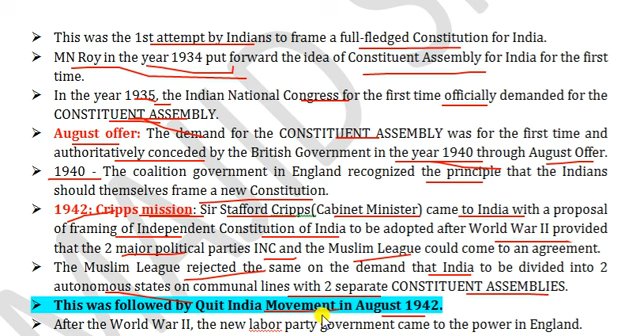 ➤ This was the 1st attempt by Indians to frame a full-fledged Constitution for India.
➤ MN Roy in the year 1934 put forward the idea of Constituent Assembly for India for the first
time.
➤ In the year 1935, the Indian National Congress for the first time officially demanded for the
CONSTITUENT ASSEMBLY.
➤ August offer: The demand for the CONSTITUENT ASSEMBLY was for the first time and
authoritatively conceded by the British Government in the year 1940 through August Offer.
➤ 1940 - The coalition government in England recognized the principle that the Indians
should themselves frame a new Constitution.
➤ 1942: Cripps mission: Sir Stafford Cripps(Cabinet Minister) came to India with a proposal
of framing of Independent Constitution of India to be adopted after World War II provided
that the 2 major political parties INC and the Muslim League could come to an agreement.
➤ The Muslim League rejected the same on the demand that India to be divided into 2
autonomous states on communal lines with 2 separate CONSTITUENT ASSEMBLIES.
➤ This was followed by Quit India Movement in August 1942.
➤ After the World War II, the new labor party government came to the power in England.